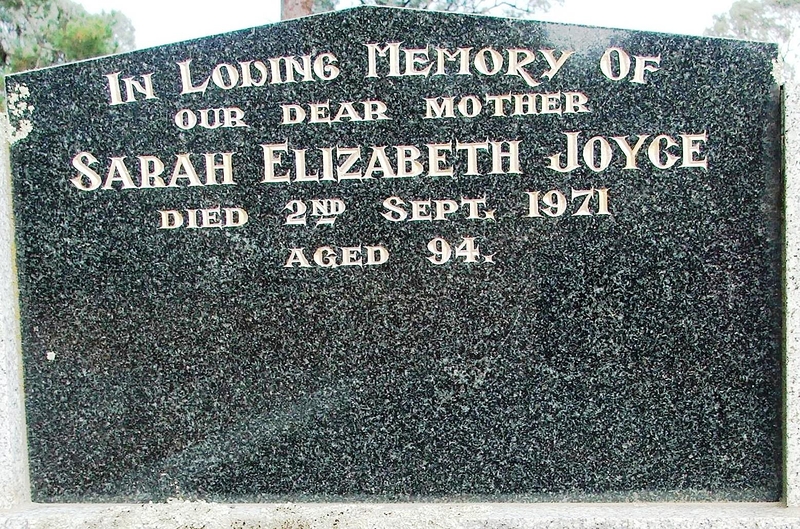 IN LOVING MEMORY OF
OUR DEAR MOTHER
SARAH ELIZABETH JOYCE
DIED 2ND SEPT. 1971
AGED 94.